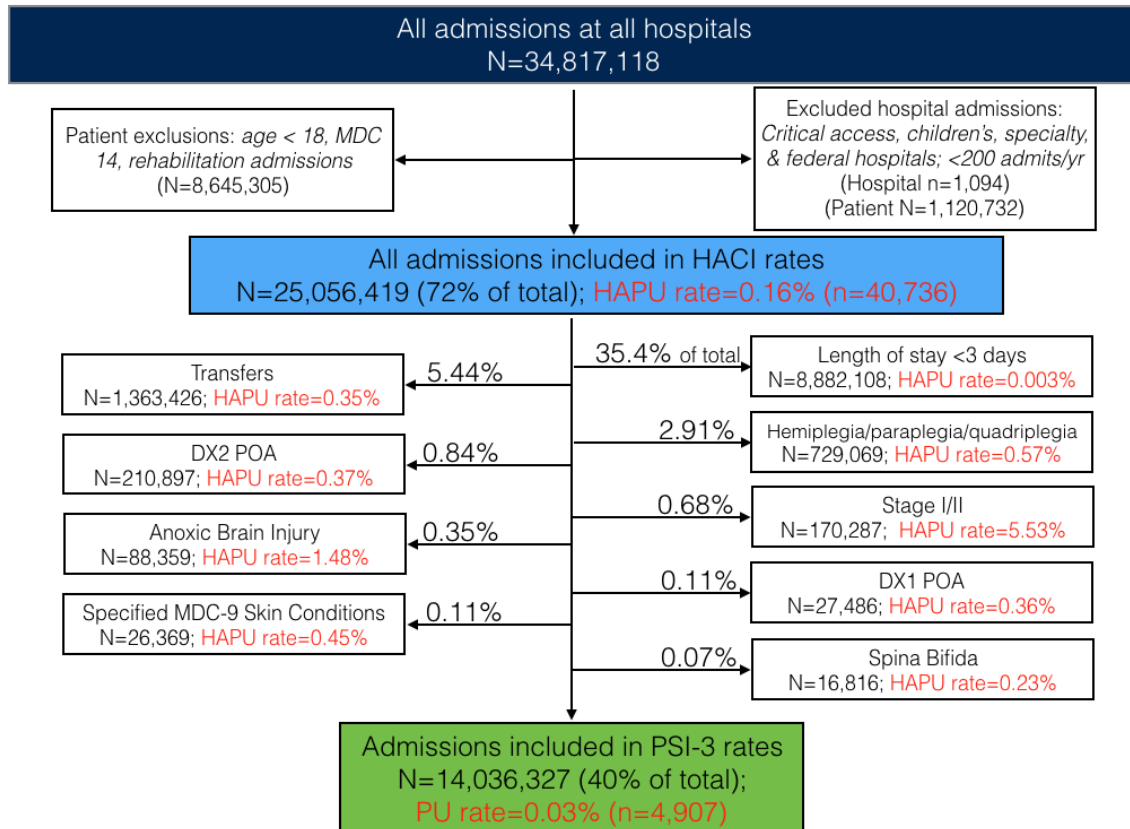 All admissions at all hospitals
N=34,817,118
Patient exclusions: age < 18, MDC
14, rehabilitation admissions
(N=8,645,305)
Excluded hospital admissions:
Critical access, children's, specialty,
& federal hospitals; <200 admits/yr
(Hospital n=1,094)
(Patient N=1,120,732)
All admissions included in HACI rates
N=25,056,419 (72% of total); HAPU rate=0.16% (n=40,736)
Transfers
N=1,363,426; HAPU rate=0.35%
5.44%
35.4% of total
Length of stay <3 days
N=8,882,108; HAPU rate=0.003%
DX2 POA
N=210,897; HAPU rate=0.37%
0.84%
2.91%
Hemiplegia/paraplegia/quadriplegia
N=729,069; HAPU rate=0.57%
Anoxic Brain Injury
N=88,359; HAPU rate=1.48%
0.35%
0.68%
Stage I/II
N=170,287; HAPU rate=5.53%
Specified MDC-9 Skin Conditions
N=26,369; HAPU rate=0.45%
0.11%
0.11%
DX1 POA
N=27,486; HAPU rate=0.36%
0.07%
Spina Bifida
N=16,816; HAPU rate=0.23%
Admissions included in PSI-3 rates
N=14,036,327 (40% of total);
PU rate=0.03% (n=4,907)